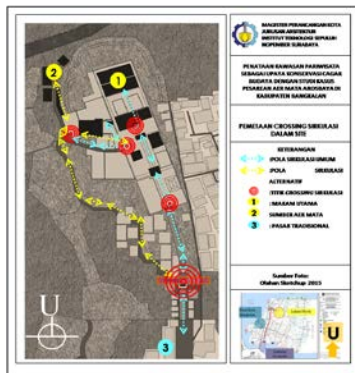 MAGISTER PERANCANGAN KOTA
JURUSAN ARSITEKTUR
INSTITUT TEKNOLOGI SEPULUH
NOPEMBER SURABAYA
PENATAAN KAWASAN PARIWISATA
SEBAGAI UPAYA KONSERVASI CAGAR
BUDAYA DENGAN STUDI KASUS
PESAREAN AER MATA AROSBAYA DI
KABUPATEN BANGKALAN
PEMETAAN CROSSING SIRKULASI
DALAM SITE
KETERANGAN
:POLA SIRKULASI UMUM
:POLA SIRKULASI
ALTERNATIF
:TITIK CROSSING SIRKULASI
1 : MAKAM UTAMA
2 : SUMBER AER MATA
3 : PASAR TRADISIONAL
Sumber Foto:
Olahan Sketchup 2015
U
2
1
3
U